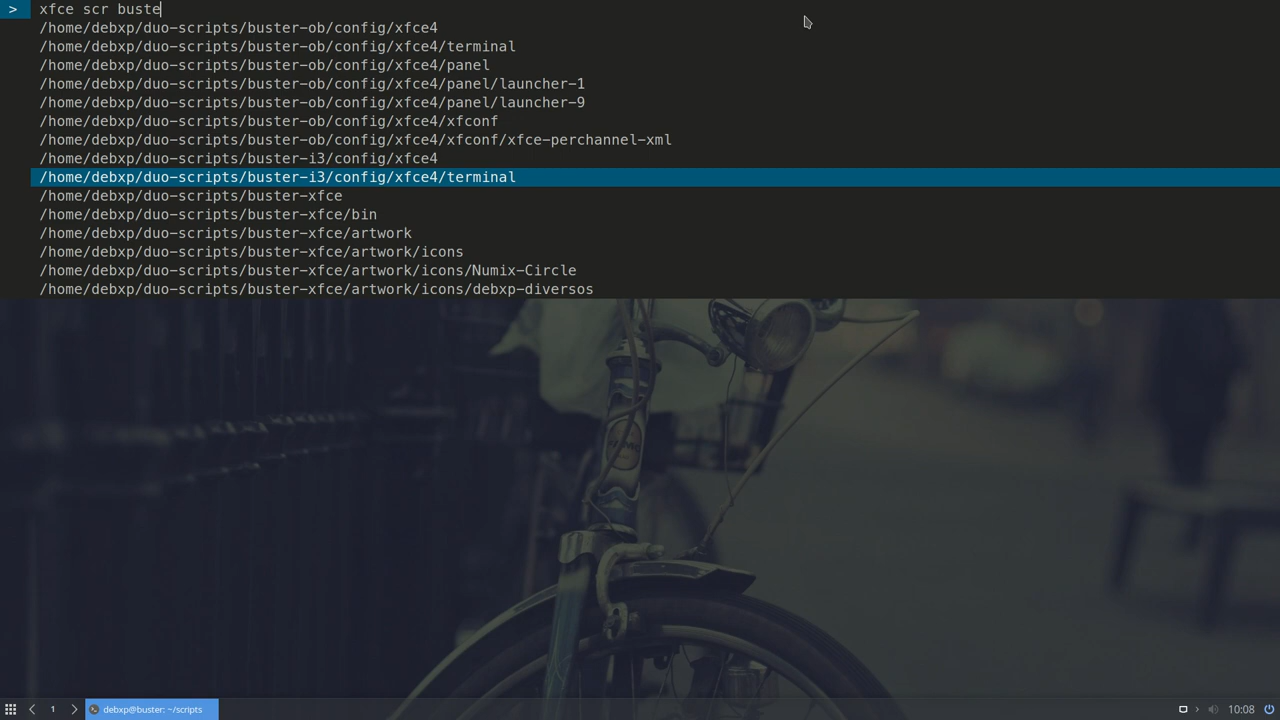 > xfce scr buste
/home/debxp/duo-scripts/buster-ob/config/xfce4
/home/debxp/duo-scripts/buster-ob/config/xfce4/terminal
/home/debxp/duo-scripts/buster-ob/config/xfce4/panel
/home/debxp/duo-scripts/buster-ob/config/xfce4/panel/launcher-1
/home/debxp/duo-scripts/buster-ob/config/xfce4/panel/launcher-9
/home/debxp/duo-scripts/buster-ob/config/xfce4/xfconf
/home/debxp/duo-scripts/buster-ob/config/xfce4/xfconf/xfce-perchannel-xml
/home/debxp/duo-scripts/buster-i3/config/xfce4
/home/debxp/duo-scripts/buster-i3/config/xfce4/terminal
/home/debxp/duo-scripts/buster-xfce
/home/debxp/duo-scripts/buster-xfce/bin
/home/debxp/duo-scripts/buster-xfce/artwork
/home/debxp/duo-scripts/buster-xfce/artwork/icons
/home/debxp/duo-scripts/buster-xfce/artwork/icons/Numix-Circle
/home/debxp/duo-scripts/buster-xfce/artwork/icons/debxp-diversos
1 debxp@buster: ~/scripts 10:08